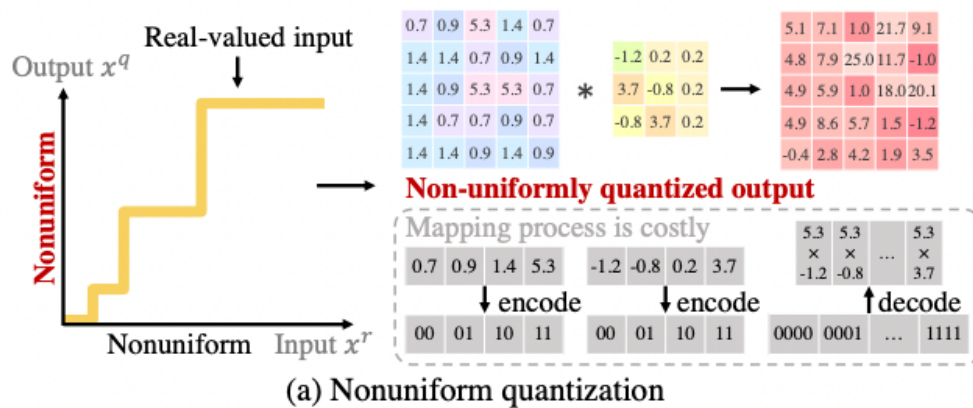 Real-valued input
Output x^q
Nonuniform
Nonuniform
Input x^r
0.7 0.9 5.3 1.4 0.7
1.4 1.4 0.7 0.9 1.4
1.4 0.9 5.3 5.3 0.7
1.4 0.7 0.7 0.9 0.7
1.4 1.4 0.9 1.4 0.9
*
-1.2 0.2 0.2
3.7 -0.8 0.2
-0.8 3.7 0.2
5.1 7.1 1.0 21.7 9.1
4.8 7.9 25.0 11.7 -1.0
4.9 5.9 1.0 18.0 20.1
4.9 8.6 5.7 1.5 -1.2
-0.4 2.8 4.2 1.9 3.5
Non-uniformly quantized output
Mapping process is costly
0.7 0.9 1.4 5.3
encode
00 01 10 11
-1.2 -0.8 0.2 3.7
encode
00 01 10 11
5.3 5.3 5.3
× × ... ×
-1.2 -0.8 3.7
decode
0000 0001 ... 1111
(a) Nonuniform quantization